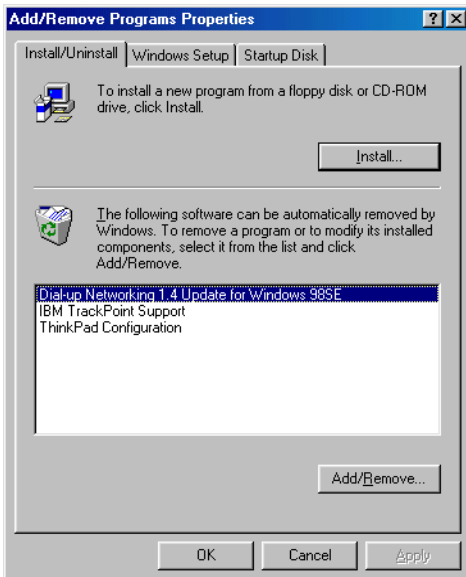 Add/Remove Programs Properties
Install/Uninstall Windows Setup Startup Disk
To install a new program from a floppy disk or CD-ROM
drive, click Install.
Install...
The following software can be automatically removed by
Windows. To remove a program or to modify its installed
components, select it from the list and click
Add/Remove.
Dial-up Networking 1.4 Update for Windows 98SE
IBM TrackPoint Support
ThinkPad Configuration
Add/Remove...
OK Cancel Apply